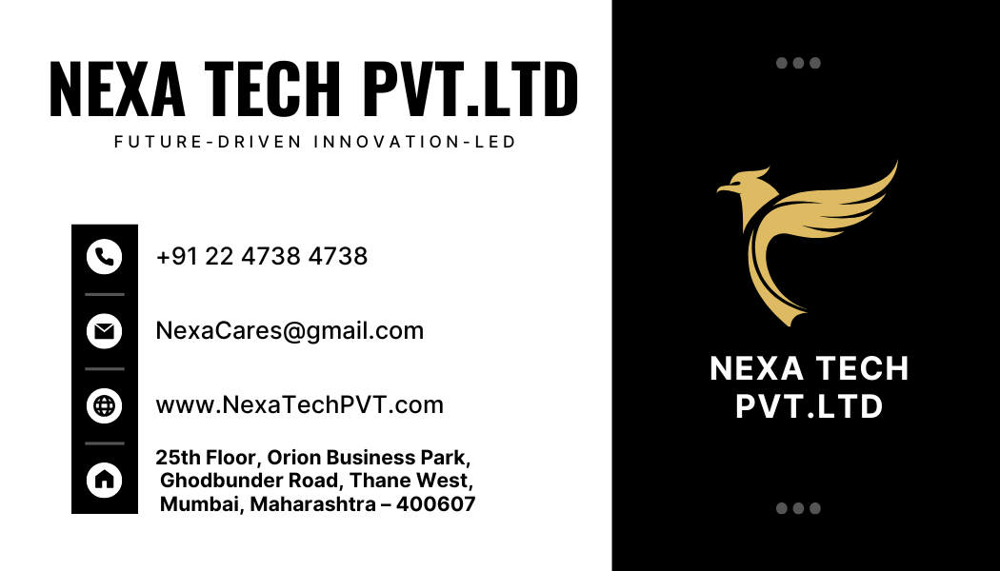 NEXA TECH PVT.LTD
FUTURE-DRIVEN INNOVATION-LED
+91 22 4738 4738
NexaCares@gmail.com
www.NexaTechPVT.com
25th Floor, Orion Business Park,
Ghodbunder Road, Thane West,
Mumbai, Maharashtra – 400607
NEXA TECH
PVT.LTD